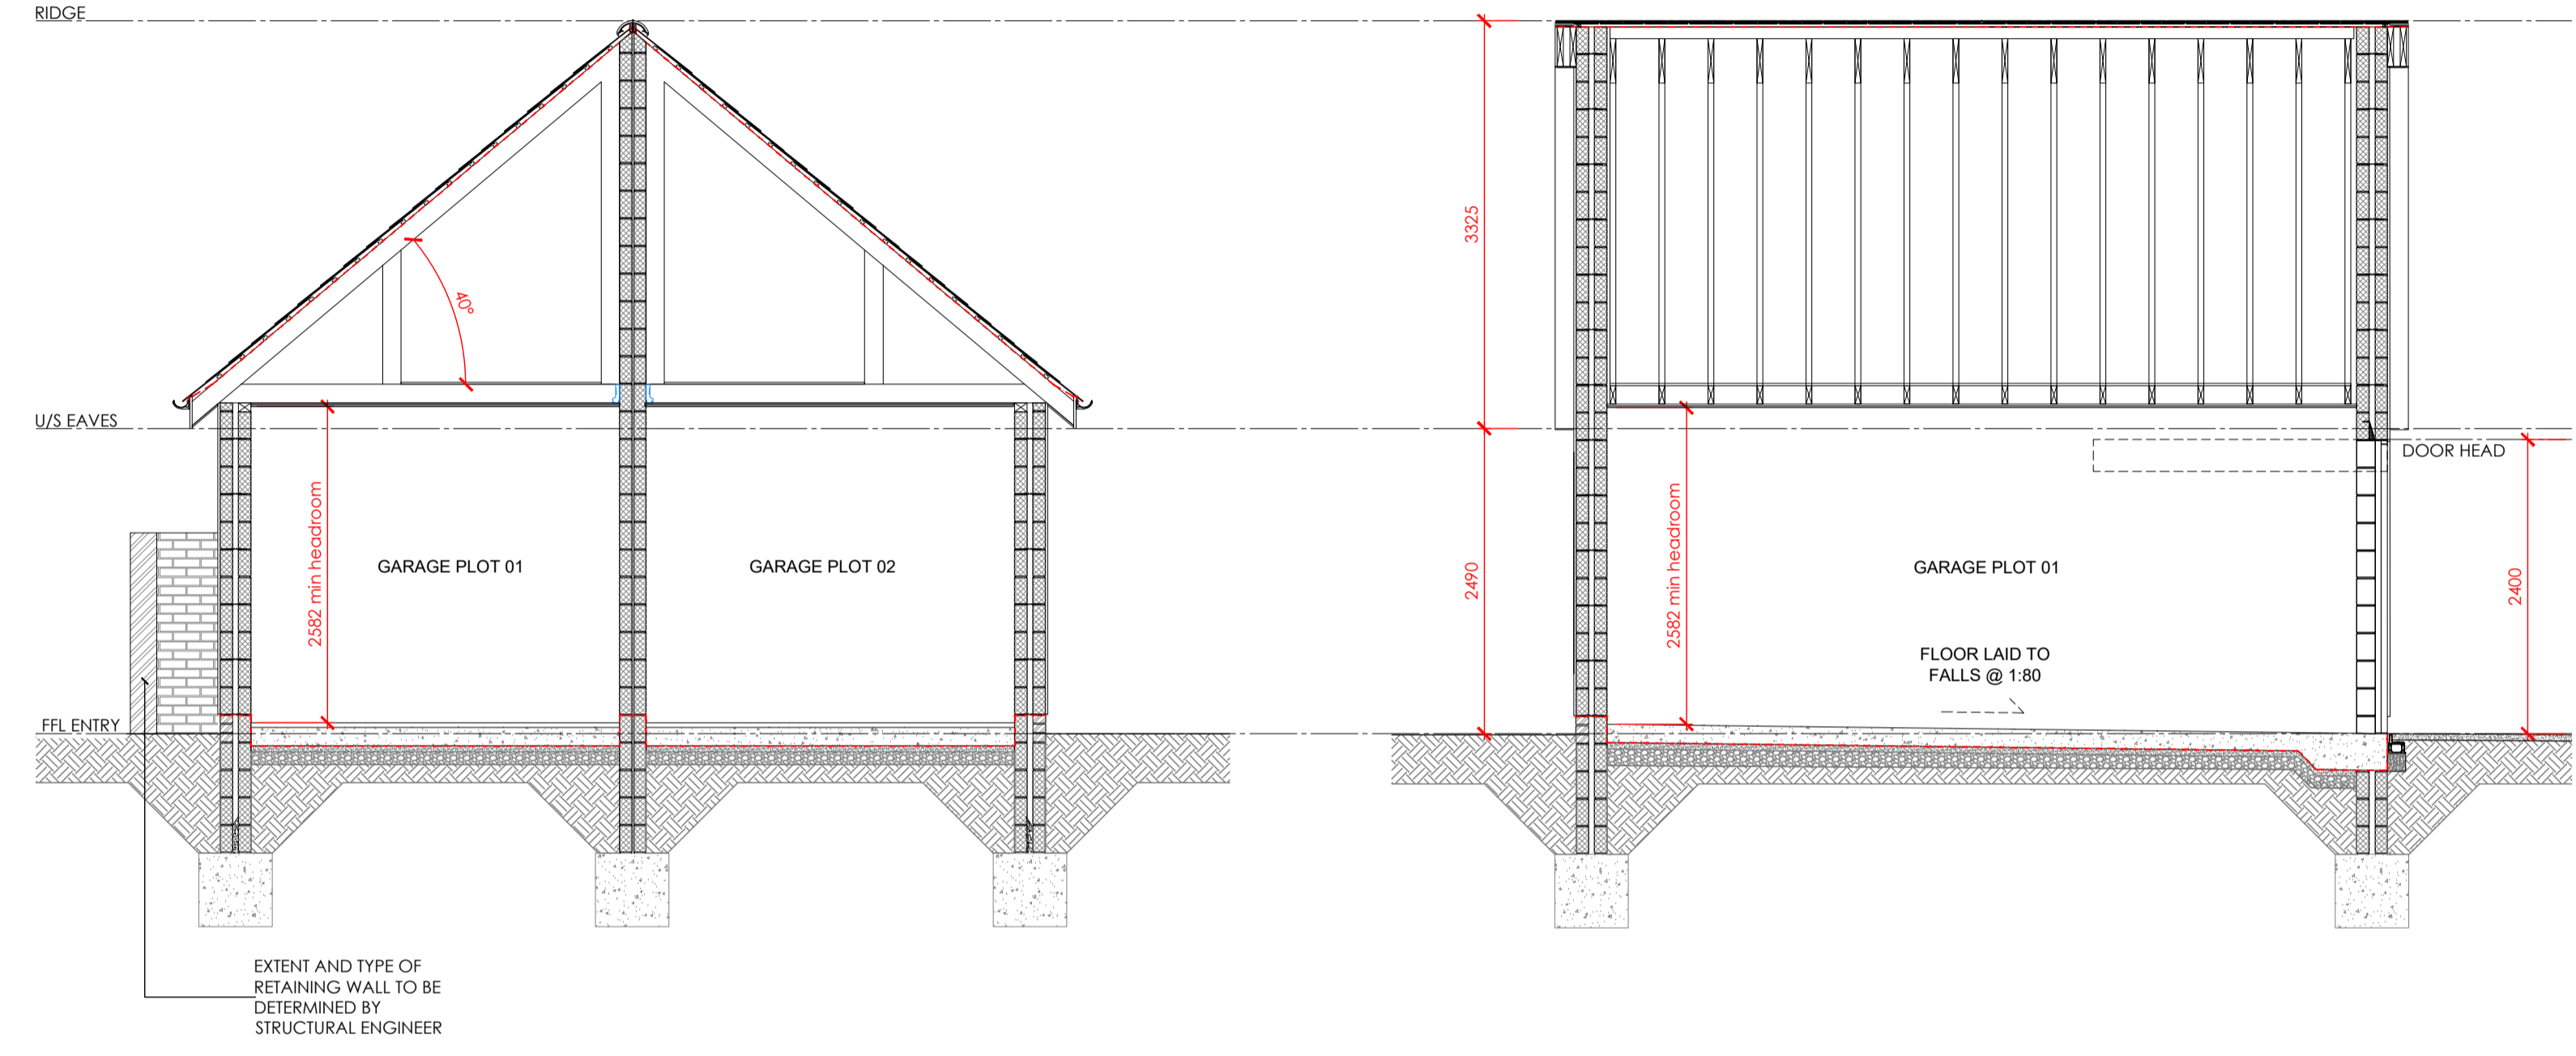 RIDGE
3325
40°
U/S EAVES
DOOR HEAD
2582 min headroom
GARAGE PLOT 01
GARAGE PLOT 02
2490
2582 min headroom
GARAGE PLOT 01
2400
FLOOR LAID TO
FALLS @ 1:80
FFL ENTRY
EXTENT AND TYPE OF
RETAINING WALL TO BE
DETERMINED BY
STRUCTURAL ENGINEER